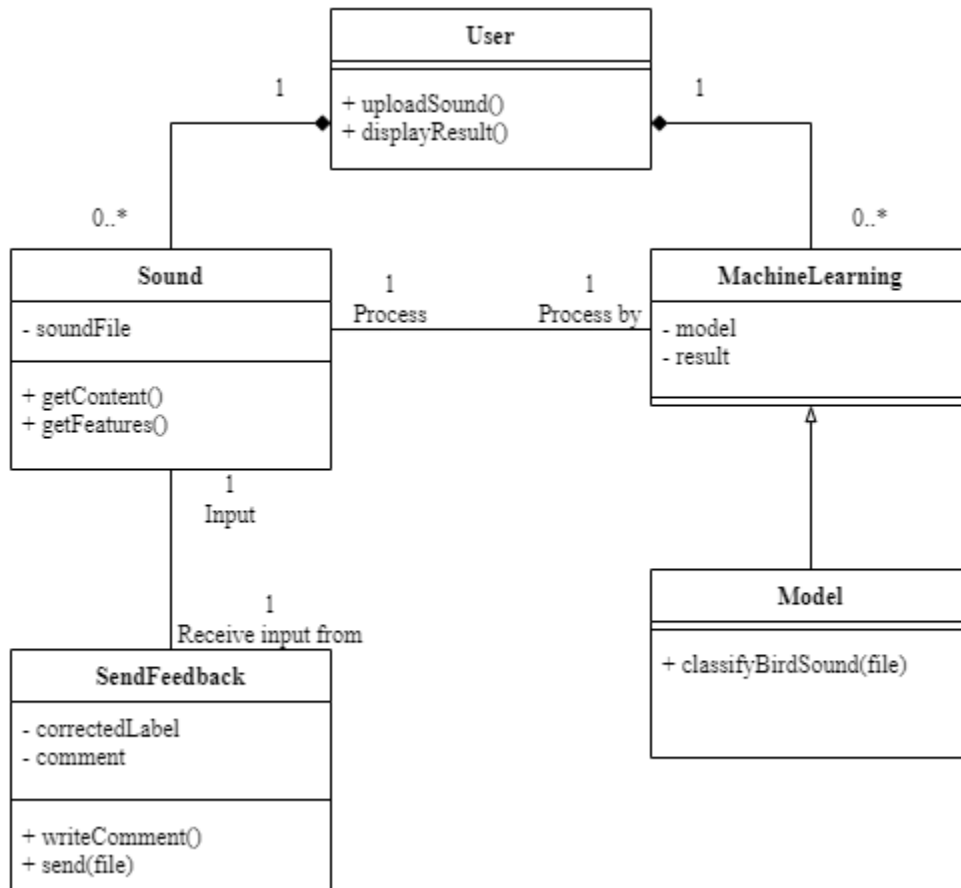 User
+ uploadSound()
+ displayResult()
1
1
0..*
0..*
Sound
- soundFile
+ getContent()
+ getFeatures()
1
Process
1
Process by
MachineLearning
- model
- result
1
Input
1
Receive input from
SendFeedback
- correctedLabel
- comment
+ writeComment()
+ send(file)
Model
+ classifyBirdSound(file)